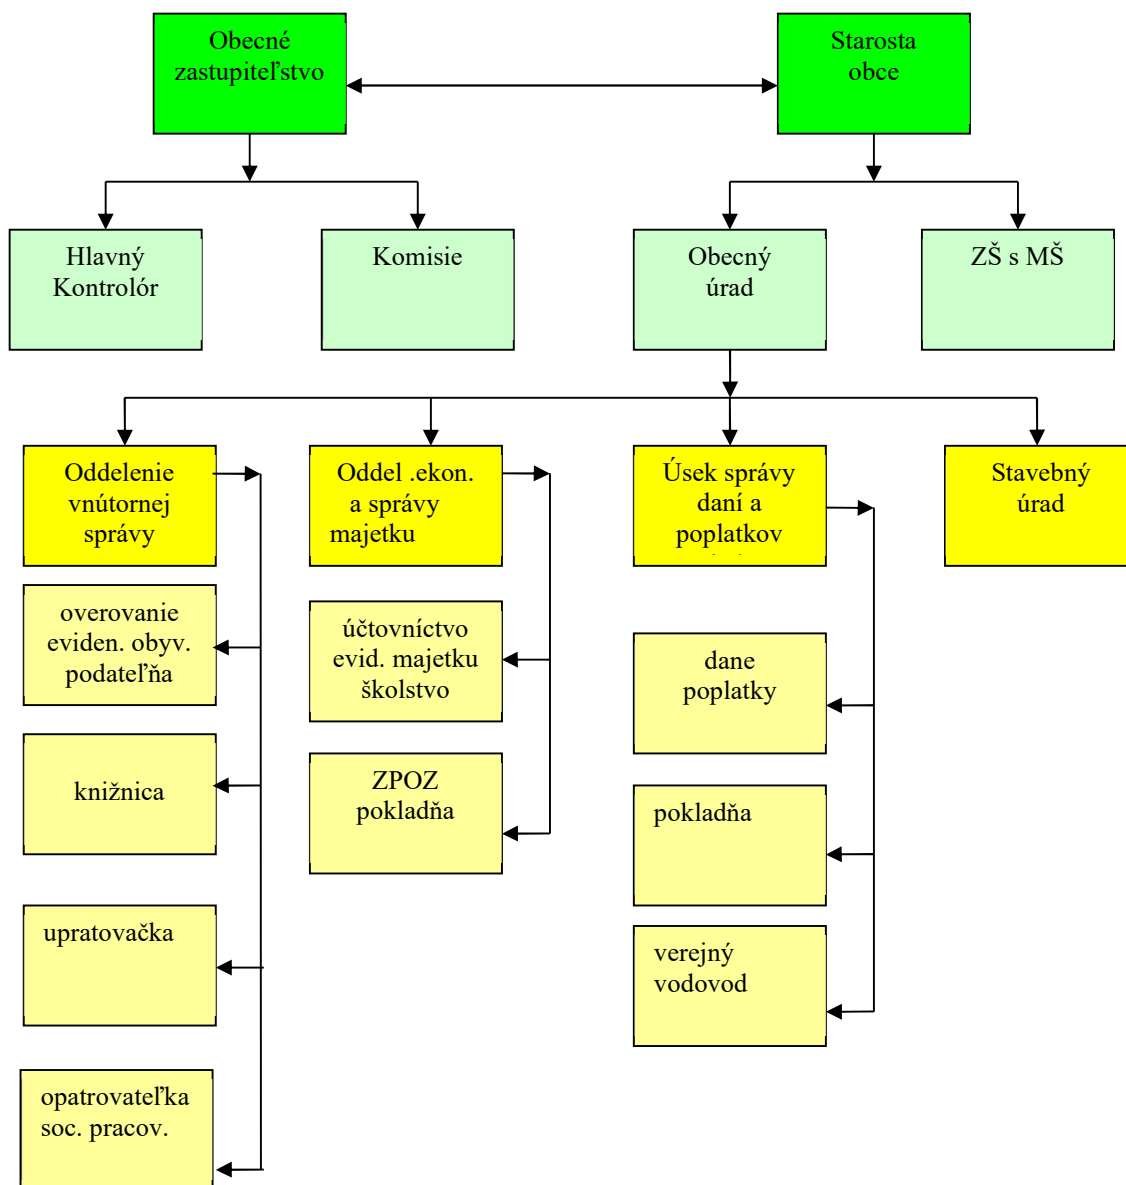 Obecné
zastupiteľstvo
Starosta
obce
Hlavný
Kontrolór
Komisie
Obecný
úrad
ZŠ s MŠ
Oddelenie
vnútornej
správy
Oddel .ekon.
a správy
majetku
Úsek správy
daní a
poplatkov
Stavebný
úrad
overovanie
eviden. obyv.
podateľňa
účtovníctvo
evid. majetku
školstvo
dane
poplatky
knižnica
ZPOZ
pokladňa
pokladňa
upratovačka
verejný
vodovod
opatrovateľka
soc. pracov.